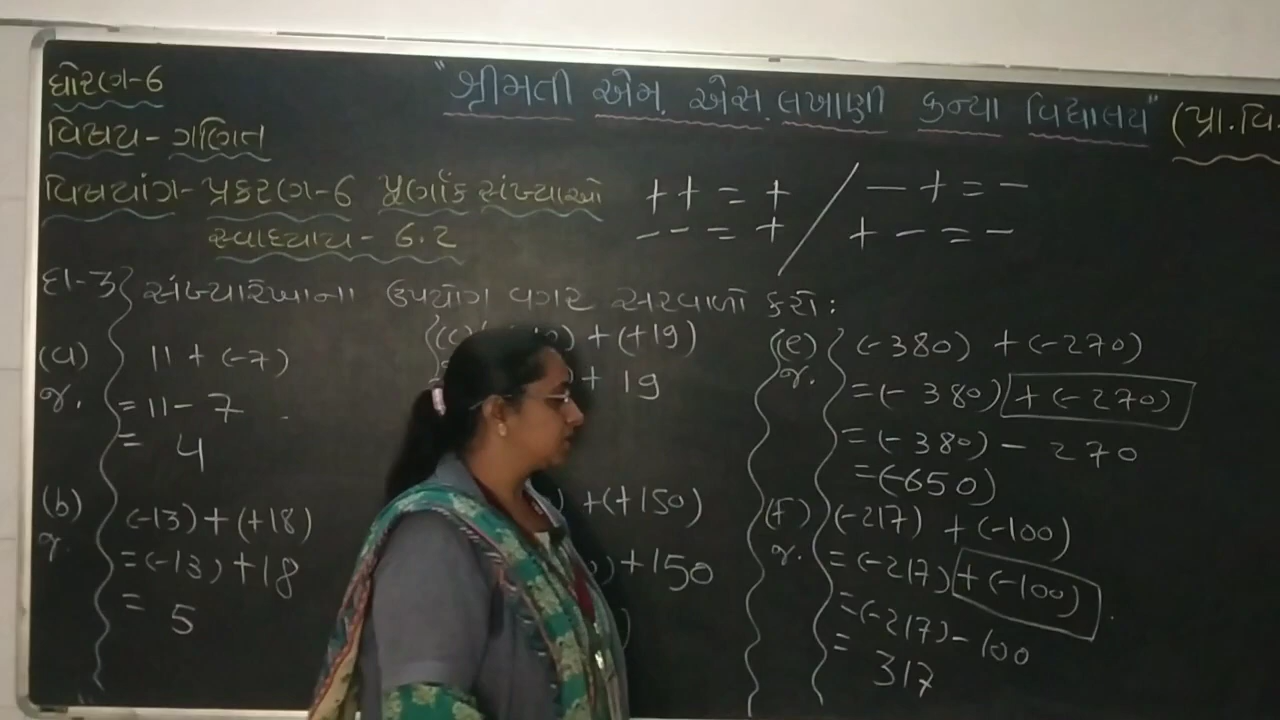 ધોરણ-6
"શ્રીમતી એમ. એસ. લખાણી કન્યા વિદ્યાલય" (પ્રા.વિ.
વિષય - ગણિત
વિષયાંગ - પ્રકરણ-6 પૂર્ણાંક સંખ્યાઓ
સ્વાધ્યાય - 6.2
+ + = + / - + = -
- - = + / + - = -
દા-3 સંખ્યારેખાના ઉપયોગ વગર સરવાળો કરો:
(a) 11 + (-7)
જ. = 11 - 7
= 4
(b) (-13) + (+18)
જ. = (-13) + 18
= 5
(c) ) + (+19)
+ 19
) + (+150)
) + 150
)
(e) (-380) + (-270)
જ. = (-380) + (-270)
= (-380) - 270
= (-650)
(f) (-217) + (-100)
જ. = (-217) + (-100)
= (-217) - 100
= 317